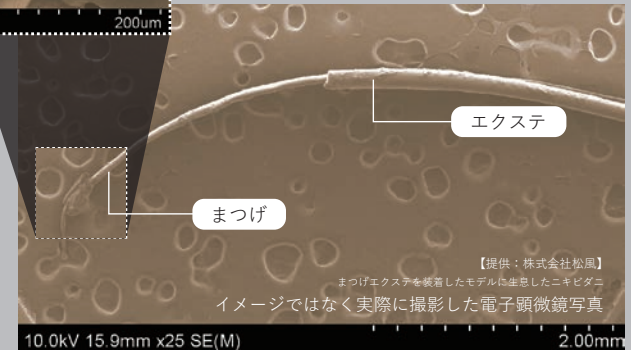 200um
エクステ
まつげ
【提供：株式会社松風】
まつげエクステを装着したモデルに生息したニキビダニ
イメージではなく実際に撮影した電子顕微鏡写真
10.0kV 15.9mm x25 SE(M)
2.00mm